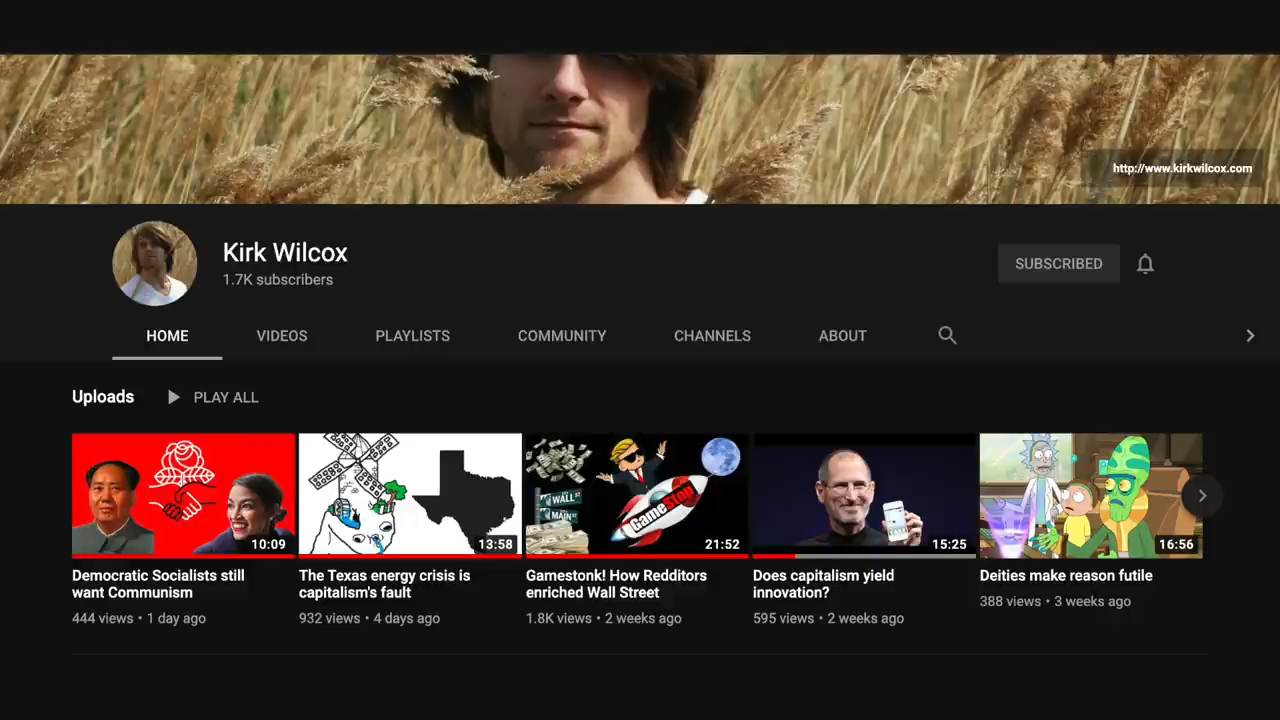 http://www.kirkwilcox.com
Kirk Wilcox
1.7K subscribers
SUBSCRIBED
HOME
VIDEOS
PLAYLISTS
COMMUNITY
CHANNELS
ABOUT
Uploads
PLAY ALL
10:09
13:58
WALL ST
MAIN ST
GameStop
21:52
15:25
16:56
Democratic Socialists still
want Communism
444 views • 1 day ago
The Texas energy crisis is
capitalism's fault
932 views • 4 days ago
Gamestonk! How Redditors
enriched Wall Street
1.8K views • 2 weeks ago
Does capitalism yield
innovation?
595 views • 2 weeks ago
Deities make reason futile
388 views • 3 weeks ago